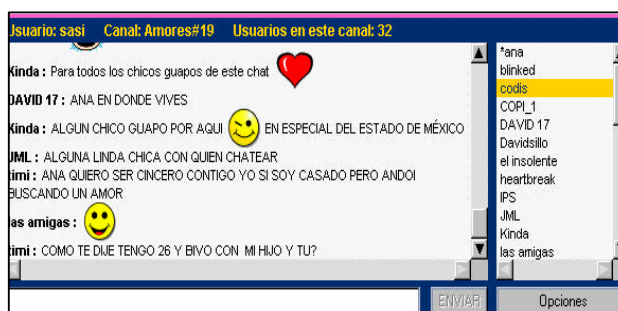 Usuario: sasi Canal: Amores#19 Usuarios en este canal: 32
Kinda : Para todos los chicos guapos de este chat
DAVID 17 : ANA EN DONDE VIVES
Kinda : ALGUN CHICO GUAPO POR AQUI EN ESPECIAL DEL ESTADO DE MÉXICO
JML : ALGUNA LINDA CHICA CON QUIEN CHATEAR
timi : ANA QUIERO SER CINCERO CONTIGO YO SI SOY CASADO PERO ANDOI
BUSCANDO UN AMOR
las amigas :
timi : COMO TE DIJE TENGO 26 Y BIVO CON MI HIJO Y TU?
ENVIAR
*ana
blinked
codis
COPI_1
DAVID 17
Davidsillo
el insolente
heartbreak
IPS
JML
Kinda
las amigas
Opciones